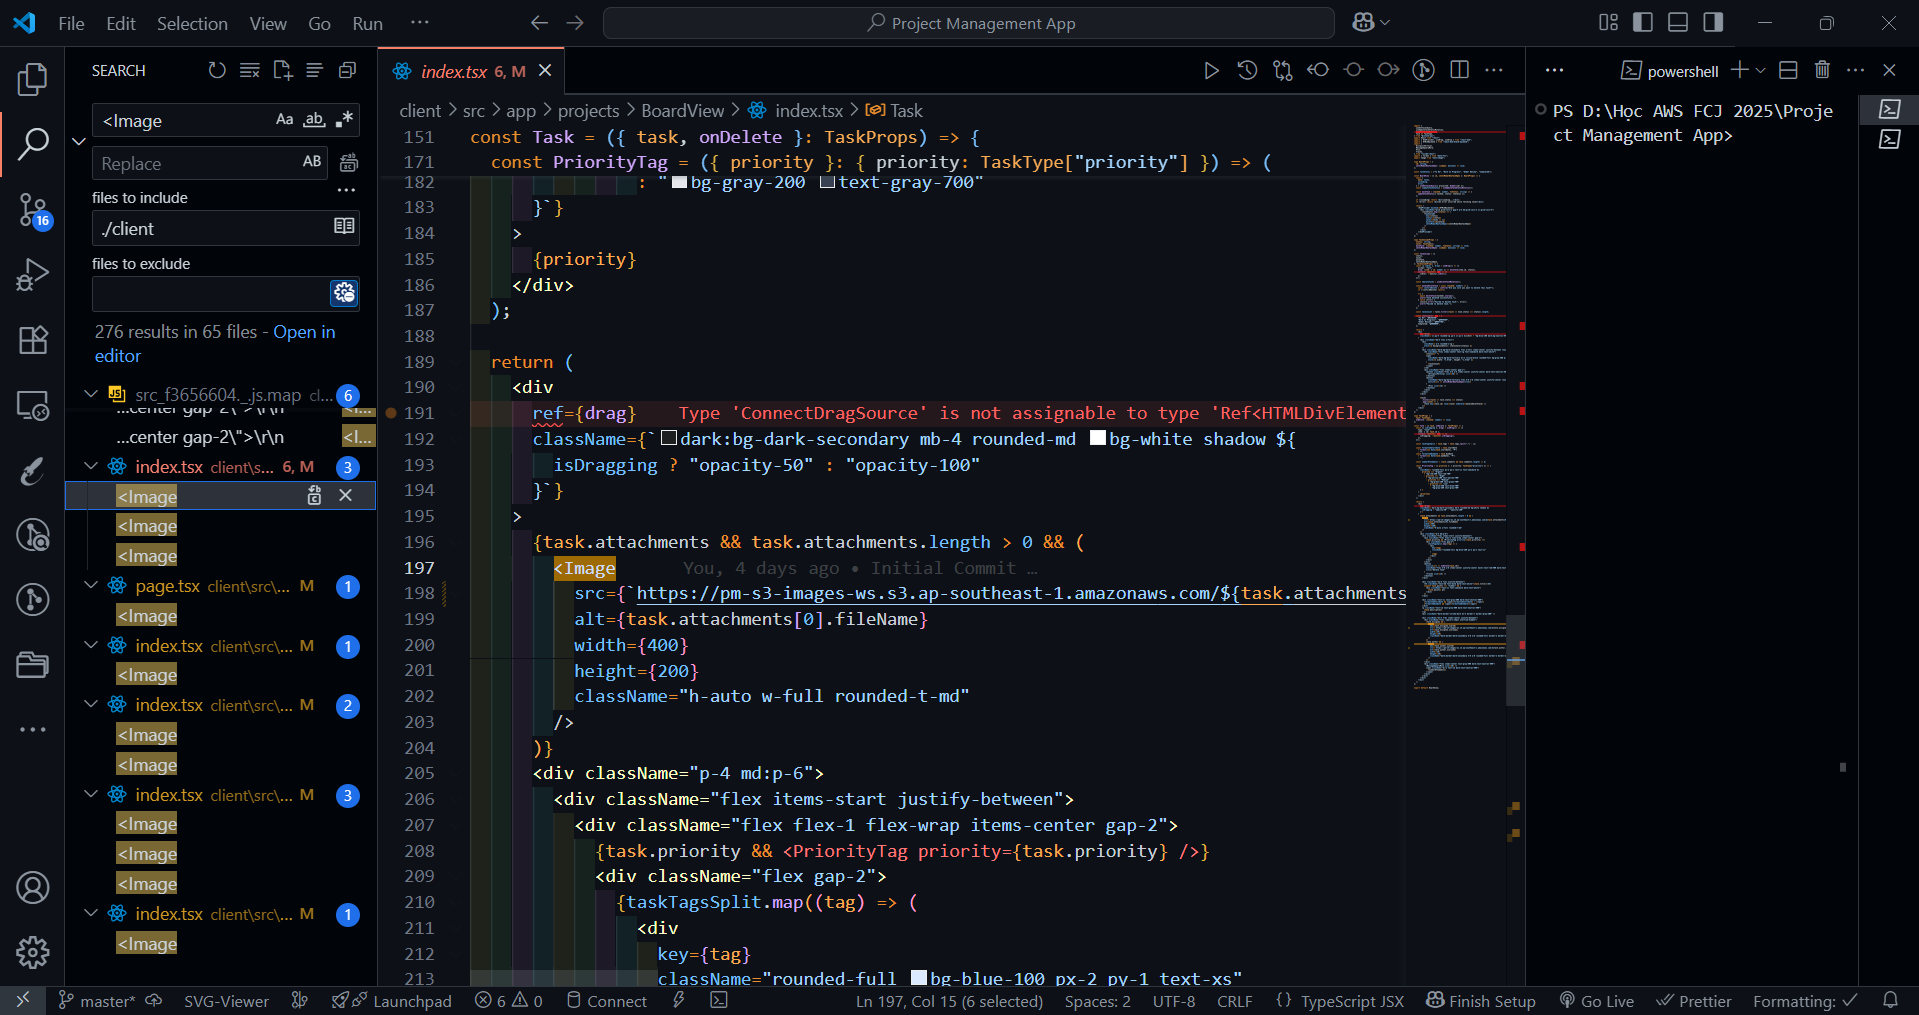 File Edit Selection View Go Run ···
Project Management App
SEARCH
<Image
Aa ab
Replace
AB
files to include
./client
files to exclude
276 results in 65 files - Open in editor
src_f3656604._.js.map cl... 6
...center gap-2\">\r\n <I...
...center gap-2\">\r\n <I...
index.tsx client\s... 6, M 3
<Image
<Image
<Image
page.tsx client\src\... M 1
<Image
index.tsx client\src\... M 1
<Image
index.tsx client\src\... M 2
<Image
<Image
index.tsx client\src\... M 3
<Image
<Image
<Image
index.tsx client\src\... M 1
<Image
16
index.tsx 6, M
client > src > app > projects > BoardView > index.tsx > Task
151 const Task = ({ task, onDelete }: TaskProps) => {
171 const PriorityTag = ({ priority }: { priority: TaskType["priority"] }) => (
182 : "bg-gray-200 text-gray-700"
183 }`}
184 >
185 {priority}
186 </div>
187 );
188
189 return (
190 <div
191 ref={drag} Type 'ConnectDragSource' is not assignable to type 'Ref<HTMLDivElement
192 className={`dark:bg-dark-secondary mb-4 rounded-md bg-white shadow ${
193 isDragging ? "opacity-50" : "opacity-100"
194 }`}
195 >
196 {task.attachments && task.attachments.length > 0 && (
197 <Image You, 4 days ago • Initial Commit …
198 src={`https://pm-s3-images-ws.s3.ap-southeast-1.amazonaws.com/${task.attachments
199 alt={task.attachments[0].fileName}
200 width={400}
201 height={200}
202 className="h-auto w-full rounded-t-md"
203 />
204 )}
205 <div className="p-4 md:p-6">
206 <div className="flex items-start justify-between">
207 <div className="flex flex-1 flex-wrap items-center gap-2">
208 {task.priority && <PriorityTag priority={task.priority} />}
209 <div className="flex gap-2">
210 {taskTagsSplit.map((tag) => (
211 <div
212 key={tag}
213 className="rounded-full bg-blue-100 px-2 py-1 text-xs"
powershell
PS D:\Học AWS FCJ 2025\Proje
ct Management App>
master* SVG-Viewer Launchpad 6 0 Connect Ln 197, Col 15 (6 selected) Spaces: 2 UTF-8 CRLF {} TypeScript JSX Finish Setup Go Live Prettier Formatting: ✓